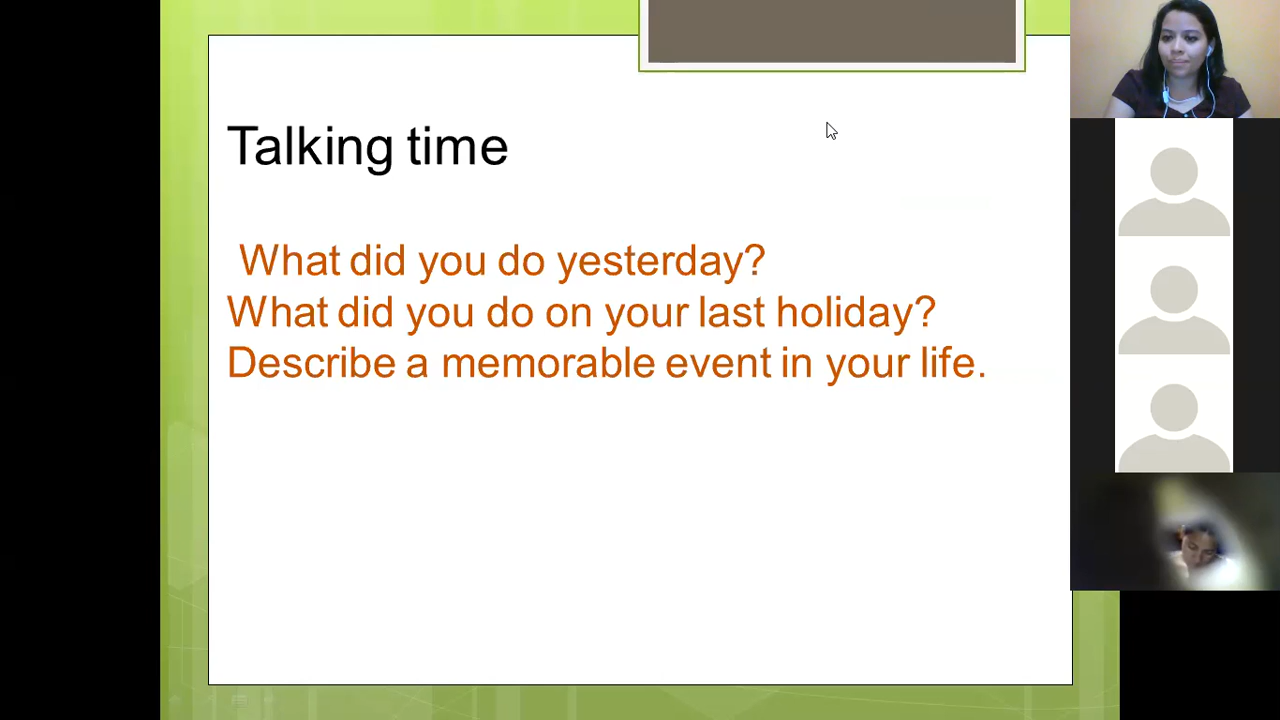 Talking time
What did you do yesterday?
What did you do on your last holiday?
Describe a memorable event in your life.